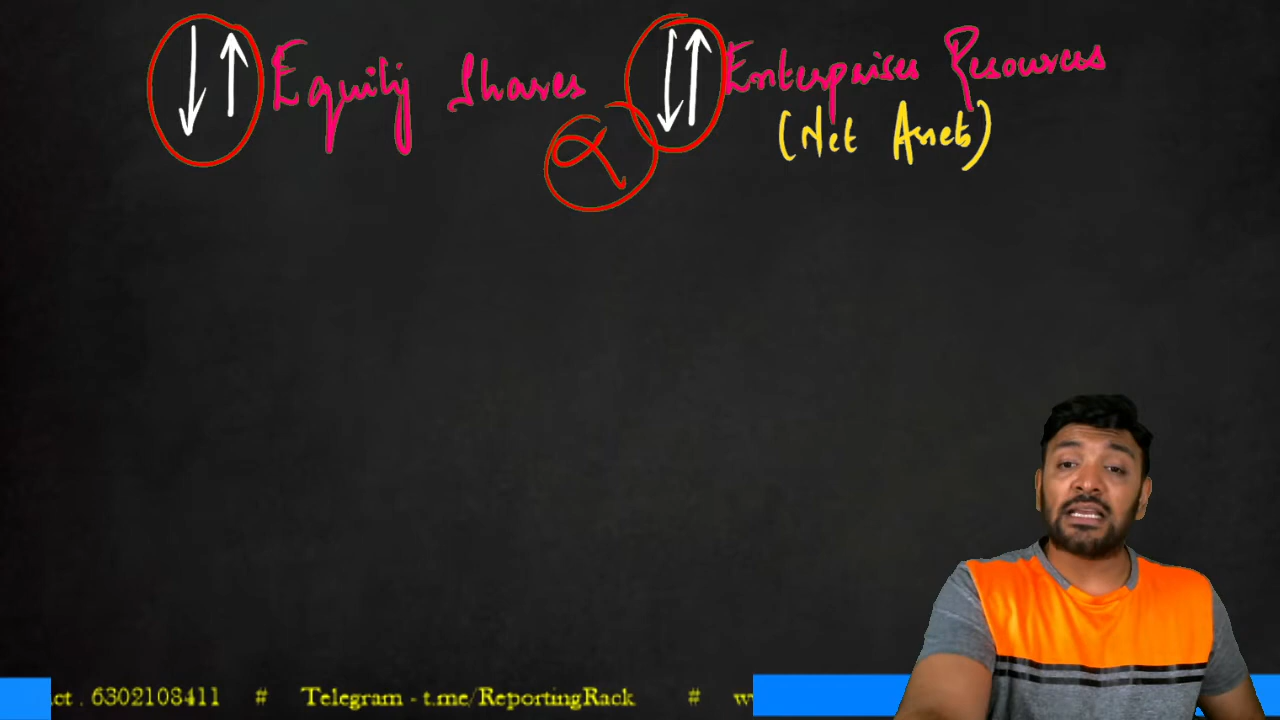 ↓↑ Equity Shares α ↓↑ Enterprises Resources
(Net Assets)
ct . 6302108411 # Telegram - t.me/ReportingRack # w